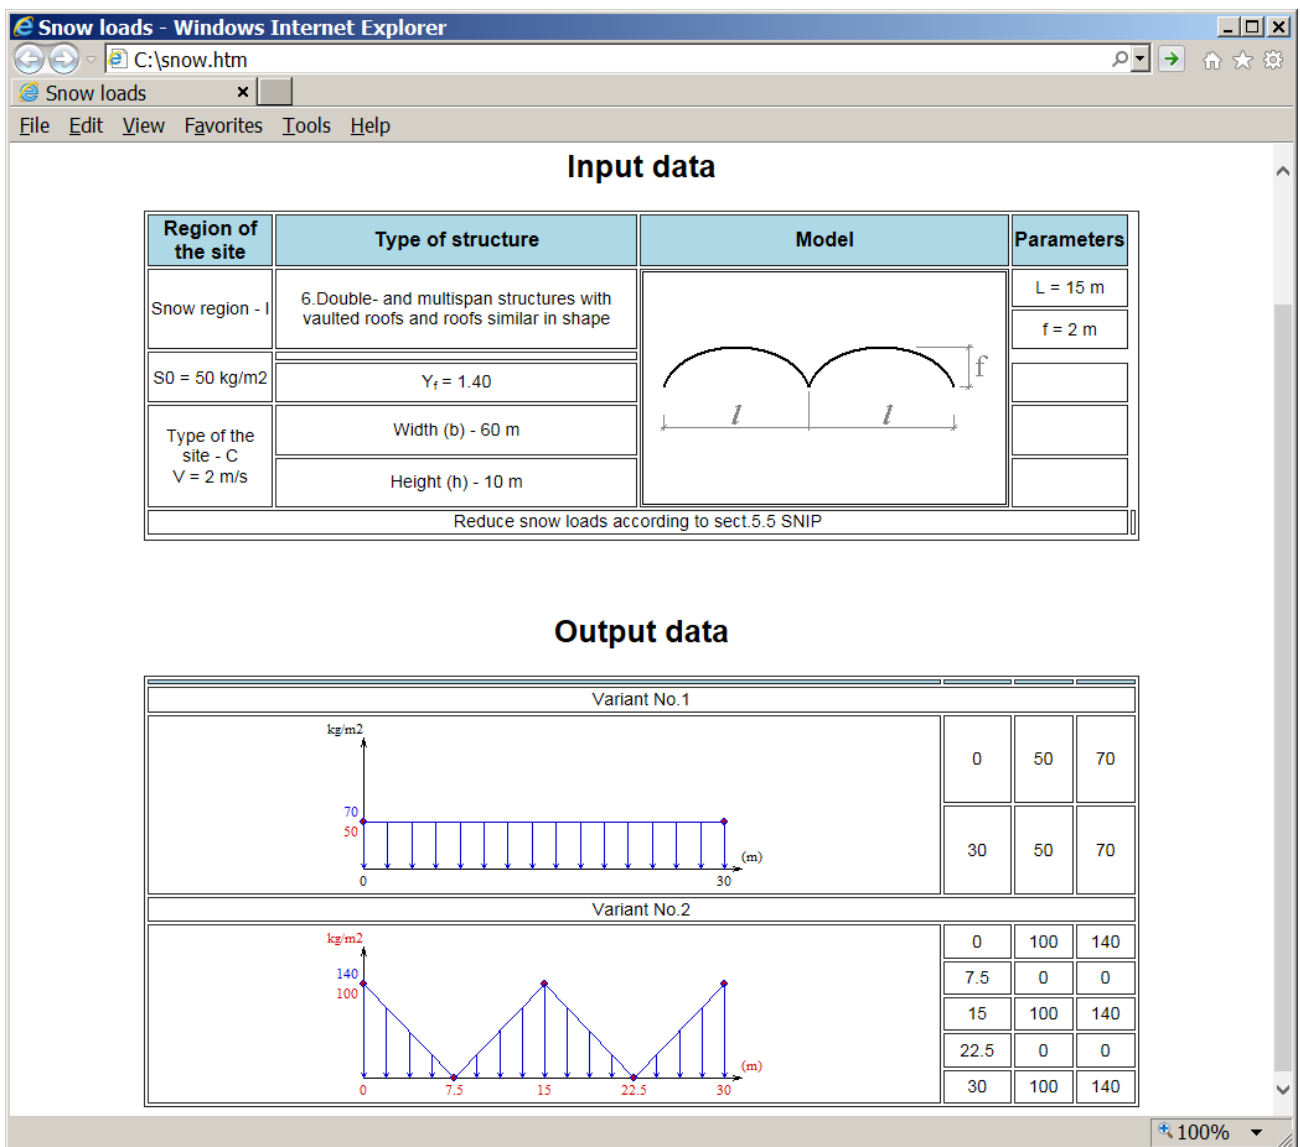 Snow loads - Windows Internet Explorer
C:\snow.htm
Snow loads
File Edit View Favorites Tools Help
Input data
Region of
the site
Type of structure
Model
Parameters
Snow region - I
6.Double- and multispan structures with
vaulted roofs and roofs similar in shape
L = 15 m
f = 2 m
f
l
l
S0 = 50 kg/m2
Yf = 1.40
Type of the
site - C
V = 2 m/s
Width (b) - 60 m
Height (h) - 10 m
Reduce snow loads according to sect.5.5 SNIP
Output data
Variant No.1
kg/m2
70
50
(m)
0 30
0 50 70
30 50 70
Variant No.2
kg/m2
140
100
(m)
0 7.5 15 22.5 30
0 100 140
7.5 0 0
15 100 140
22.5 0 0
30 100 140
100%